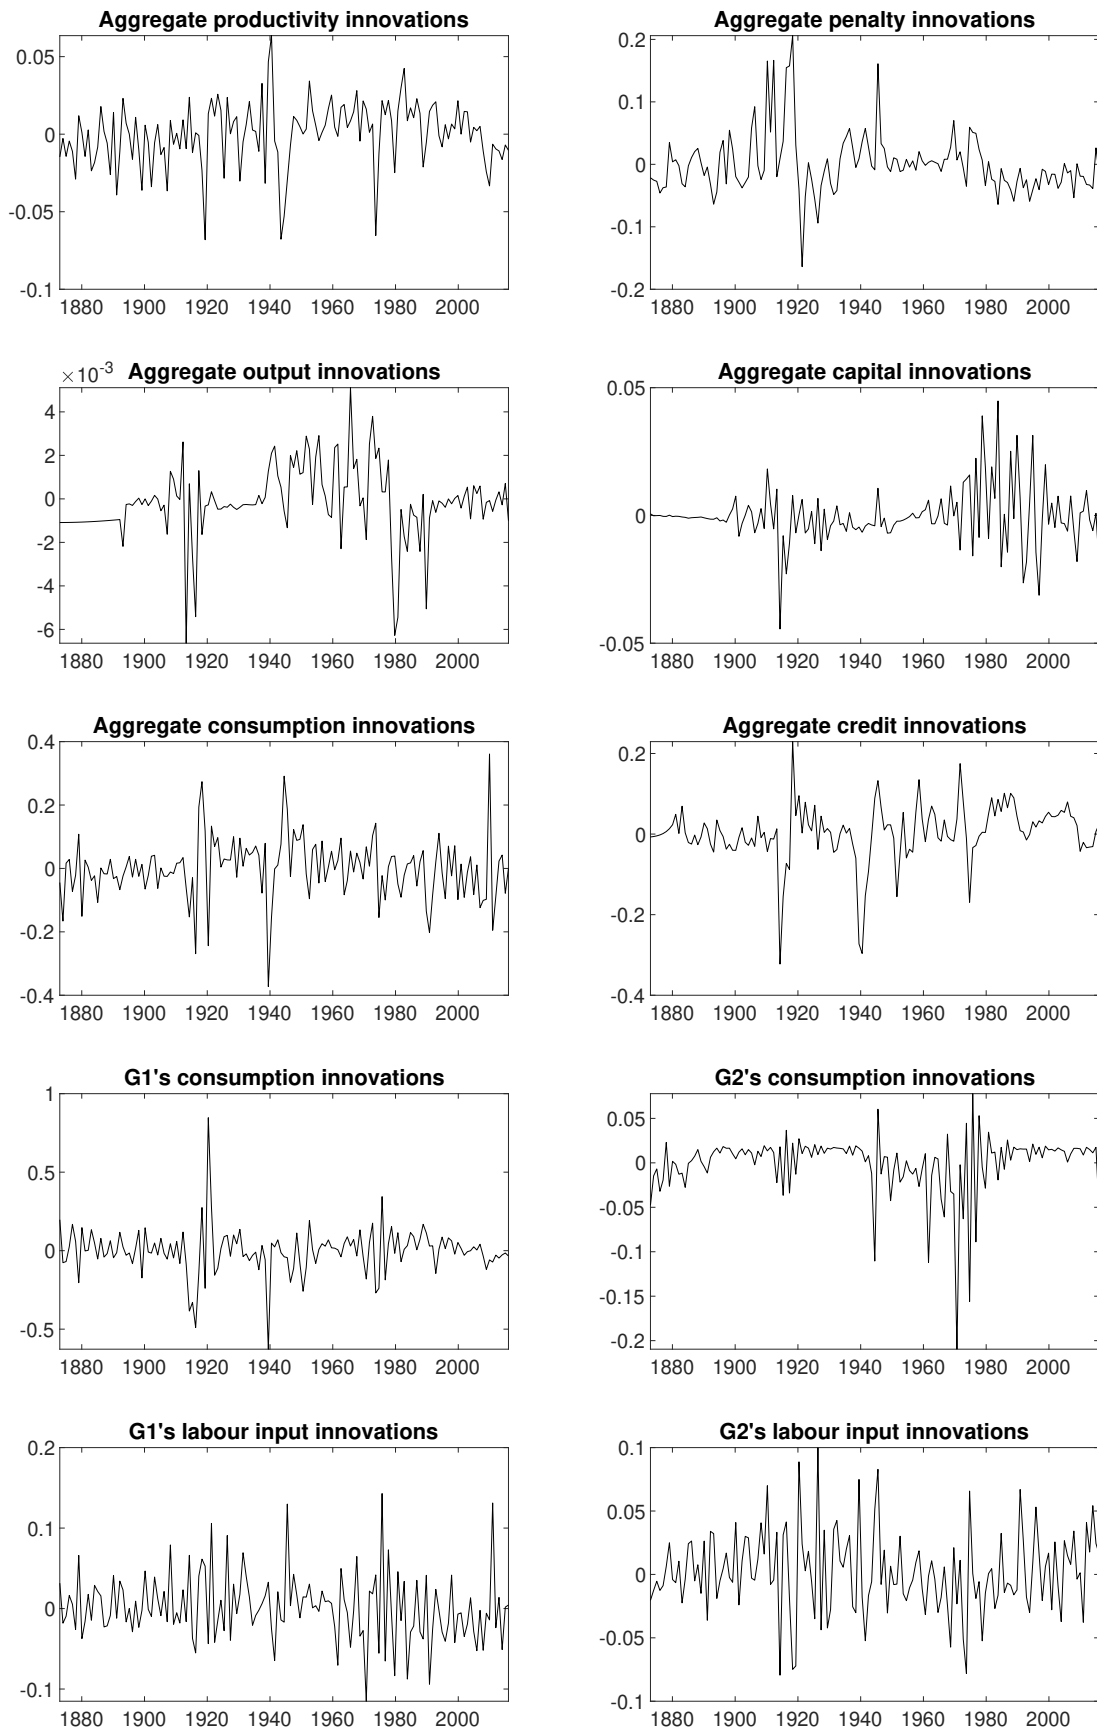 Aggregate productivity innovations
0.05
0
-0.05
-0.1
1880 1900 1920 1940 1960 1980 2000
Aggregate penalty innovations
0.2
0.1
0
-0.1
-0.2
1880 1900 1920 1940 1960 1980 2000
×10⁻³ Aggregate output innovations
4
2
0
-2
-4
-6
1880 1900 1920 1940 1960 1980 2000
Aggregate capital innovations
0.05
0
-0.05
1880 1900 1920 1940 1960 1980 2000
Aggregate consumption innovations
0.4
0.2
0
-0.2
-0.4
1880 1900 1920 1940 1960 1980 2000
Aggregate credit innovations
0.2
0
-0.2
-0.4
1880 1900 1920 1940 1960 1980 2000
G1's consumption innovations
1
0.5
0
-0.5
1880 1900 1920 1940 1960 1980 2000
G2's consumption innovations
0.05
0
-0.05
-0.1
-0.15
-0.2
1880 1900 1920 1940 1960 1980 2000
G1's labour input innovations
0.2
0.1
0
-0.1
1880 1900 1920 1940 1960 1980 2000
G2's labour input innovations
0.1
0.05
0
-0.05
-0.1
1880 1900 1920 1940 1960 1980 2000